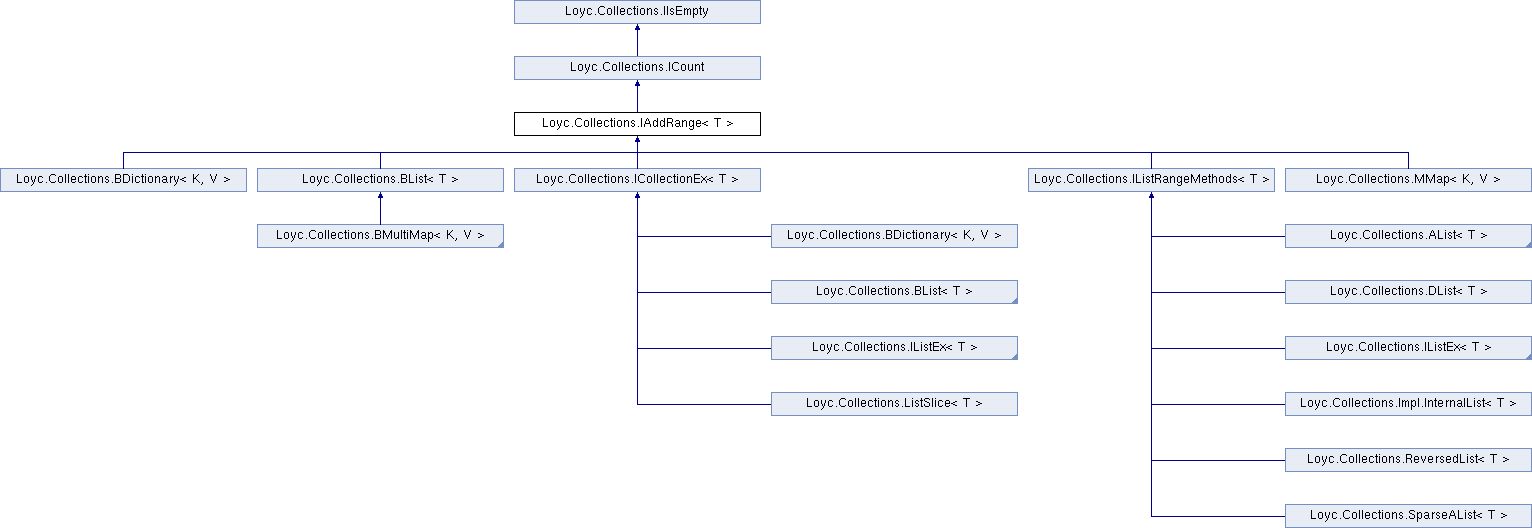 Loyc.Collections.IIsEmpty
Loyc.Collections.ICount
Loyc.Collections.IAddRange< T >
Loyc.Collections.BDictionary< K, V >
Loyc.Collections.BList< T >
Loyc.Collections.ICollectionEx< T >
Loyc.Collections.IListRangeMethods< T >
Loyc.Collections.MMap< K, V >
Loyc.Collections.BMultiMap< K, V >
Loyc.Collections.BDictionary< K, V >
Loyc.Collections.AList< T >
Loyc.Collections.BList< T >
Loyc.Collections.DList< T >
Loyc.Collections.IListEx< T >
Loyc.Collections.IListEx< T >
Loyc.Collections.ListSlice< T >
Loyc.Collections.Impl.InternalList< T >
Loyc.Collections.ReversedList< T >
Loyc.Collections.SparseAList< T >